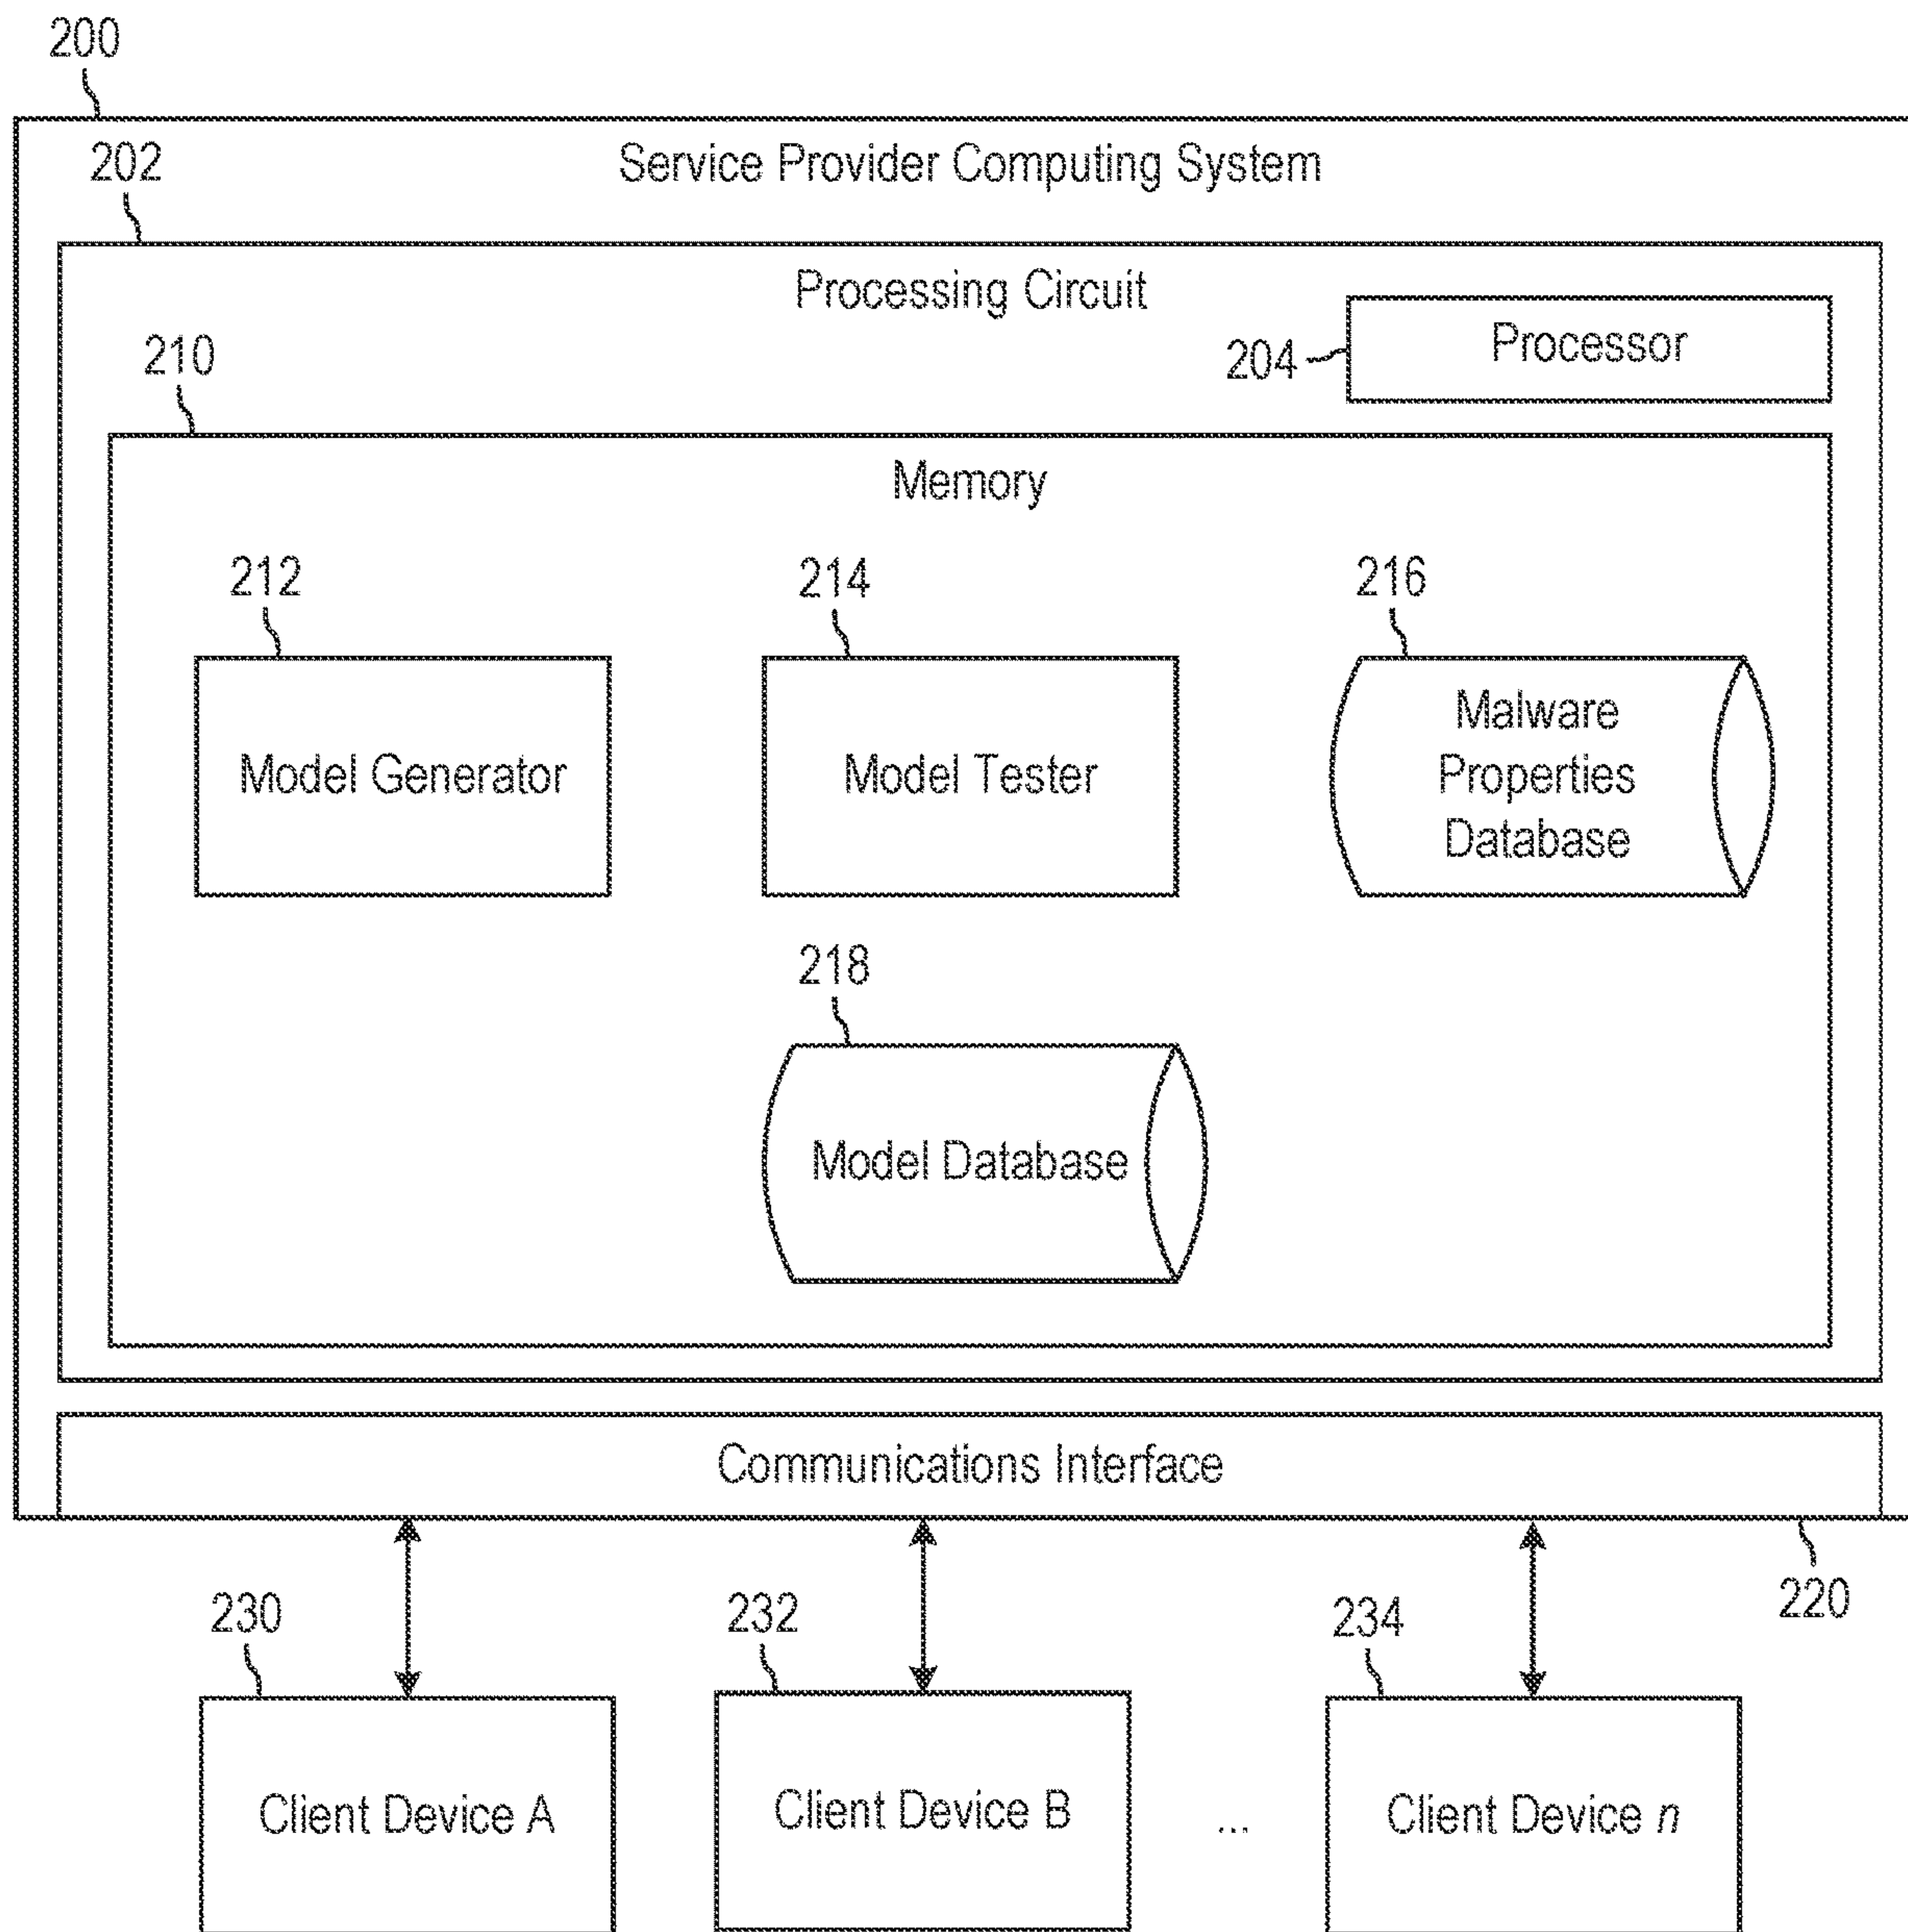 200
Service Provider Computing System
202
Processing Circuit
Processor
204
210
Memory
212
214
216
Model Generator
Model Tester
Malware
Properties
Database
218
Model Database
Communications Interface
220
230
232
234
Client Device A
Client Device B
...
Client Device n